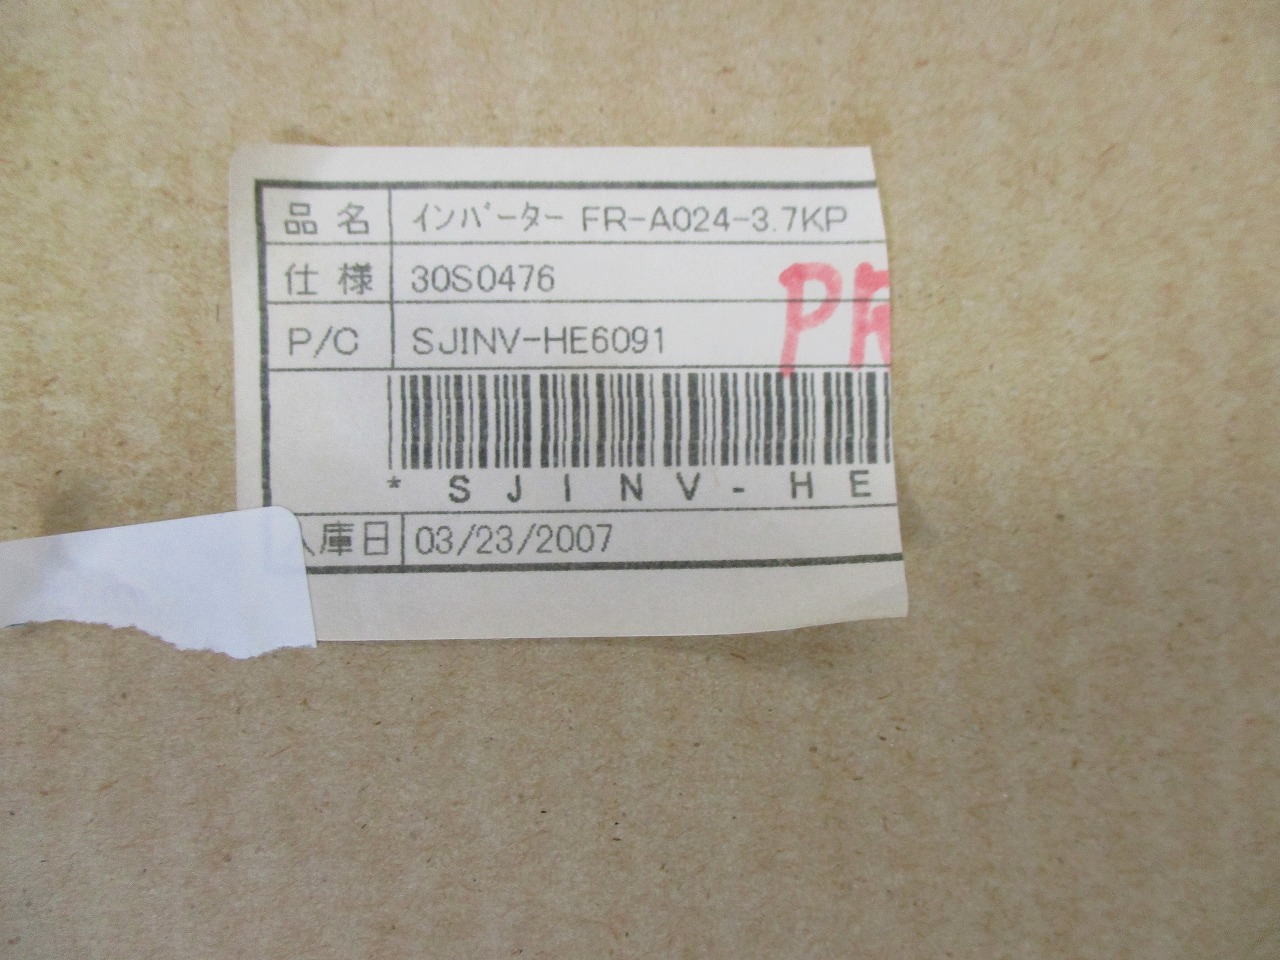 品名 インバーター FR-A024-3.7KP
仕様 30S0476
P/C SJINV-HE6091
*SJINV-HE
庫日 03/23/2007